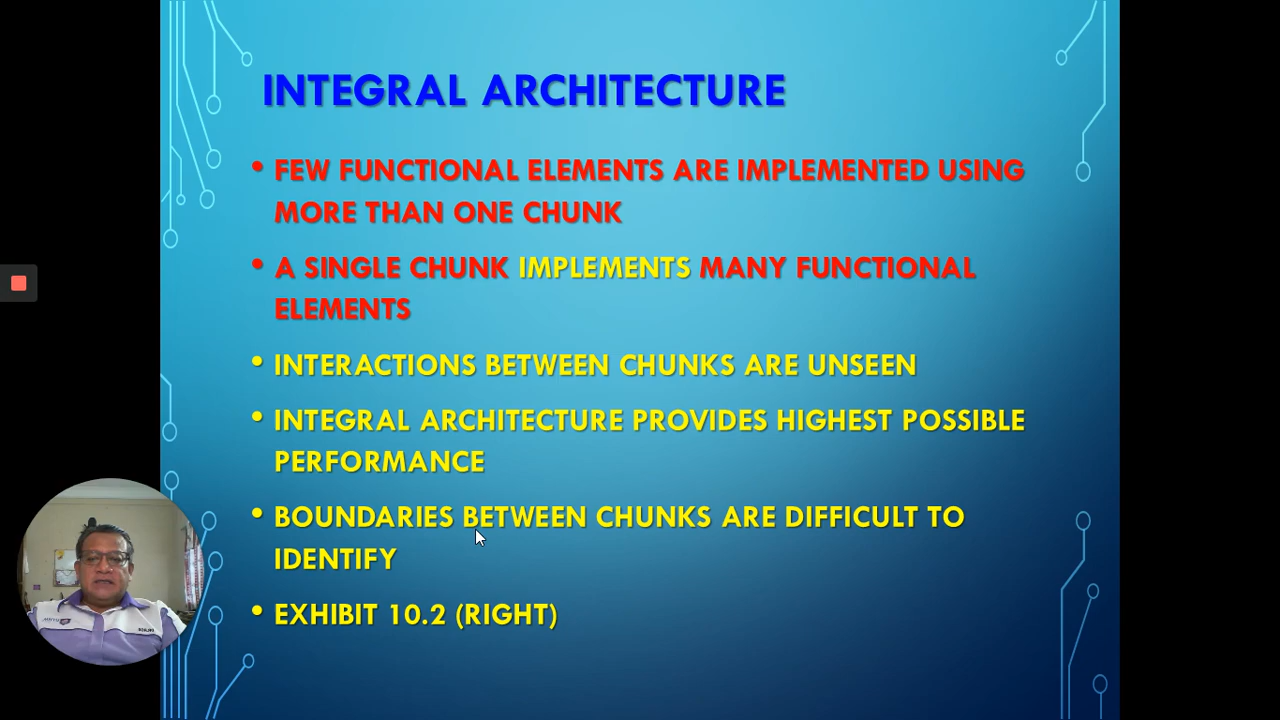 INTEGRAL ARCHITECTURE
• FEW FUNCTIONAL ELEMENTS ARE IMPLEMENTED USING
MORE THAN ONE CHUNK
• A SINGLE CHUNK IMPLEMENTS MANY FUNCTIONAL
ELEMENTS
• INTERACTIONS BETWEEN CHUNKS ARE UNSEEN
• INTEGRAL ARCHITECTURE PROVIDES HIGHEST POSSIBLE
PERFORMANCE
• BOUNDARIES BETWEEN CHUNKS ARE DIFFICULT TO
IDENTIFY
• EXHIBIT 10.2 (RIGHT)